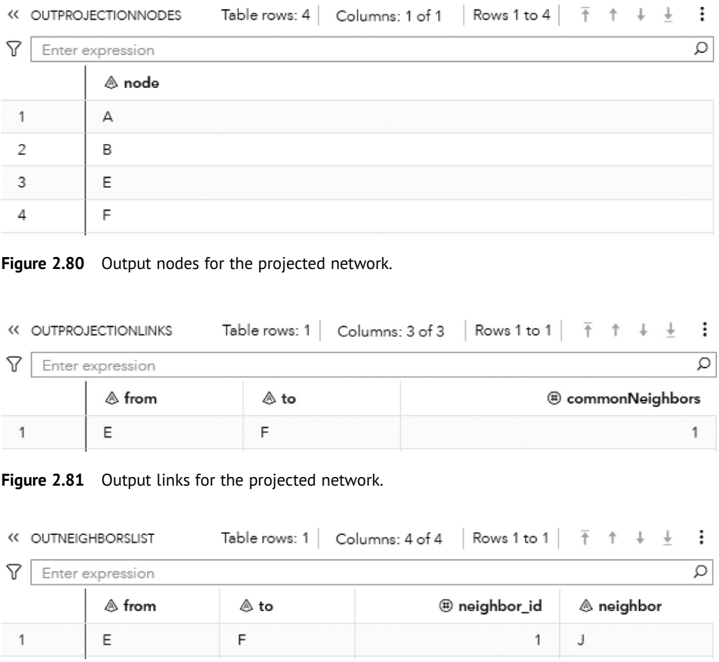 OUTPROJECTIONNODES Table rows: 4 Columns: 1 of 1 Rows 1 to 4
Enter expression
node
1 A
2 B
3 E
4 F
Figure 2.80 Output nodes for the projected network.
OUTPROJECTIONLINKS Table rows: 1 Columns: 3 of 3 Rows 1 to 1
Enter expression
from to commonNeighbors
1 E F 1
Figure 2.81 Output links for the projected network.
OUTNEIGHBORSLIST Table rows: 1 Columns: 4 of 4 Rows 1 to 1
Enter expression
from to neighbor_id neighbor
1 E F 1 J